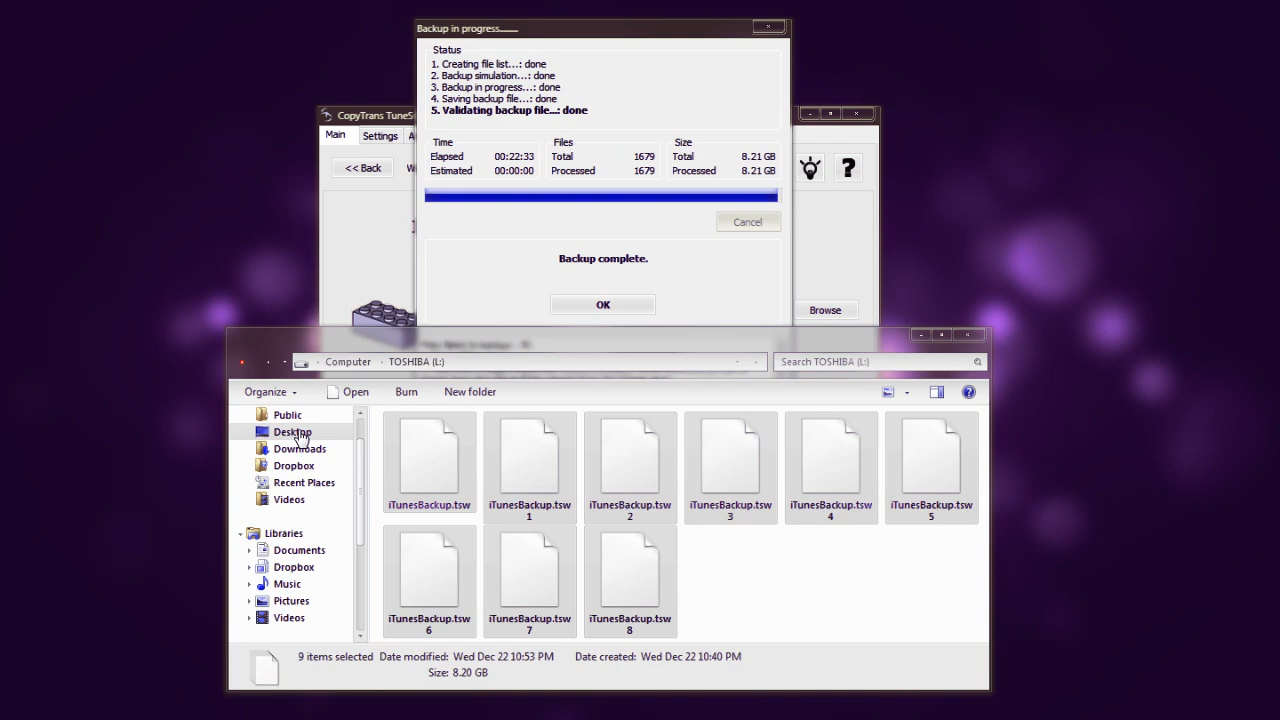 Backup in progress........
Status
1. Creating file list...: done
2. Backup simulation...: done
3. Backup in progress...: done
4. Saving backup file...: done
5. Validating backup file...: done
Time
Elapsed 00:22:33
Estimated 00:00:00
Files
Total 1679
Processed 1679
Size
Total 8.21 GB
Processed 8.21 GB
Cancel
Backup complete.
OK
CopyTrans
Main Settings
<< Back
?
Browse
Computer TOSHIBA (L:)
Search TOSHIBA (L:)
Organize Open Burn New folder
Public
Desktop
Downloads
Dropbox
Recent Places
Videos
Libraries
Documents
Dropbox
Music
Pictures
Videos
iTunesBackup.tsw
iTunesBackup.tsw
1
iTunesBackup.tsw
2
iTunesBackup.tsw
3
iTunesBackup.tsw
4
iTunesBackup.tsw
5
iTunesBackup.tsw
6
iTunesBackup.tsw
7
iTunesBackup.tsw
8
9 items selected Date modified: Wed Dec 22 10:53 PM Date created: Wed Dec 22 10:40 PM
Size: 8.20 GB